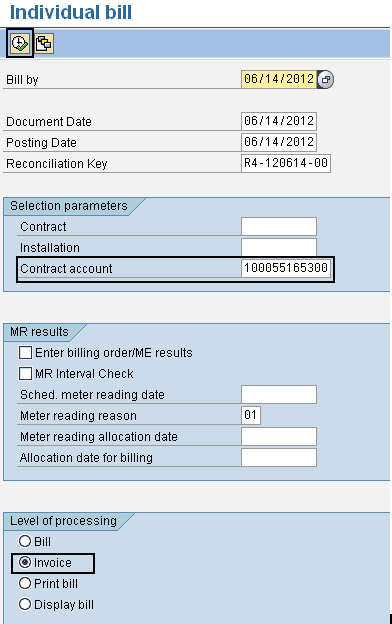 Individual bill
Bill by 06/14/2012
Document Date 06/14/2012
Posting Date 06/14/2012
Reconciliation Key R4-120614-00
Selection parameters
Contract
Installation
Contract account 100055165300
MR results
Enter billing order/ME results
MR Interval Check
Sched. meter reading date
Meter reading reason 01
Meter reading allocation date
Allocation date for billing
Level of processing
Bill
Invoice
Print bill
Display bill